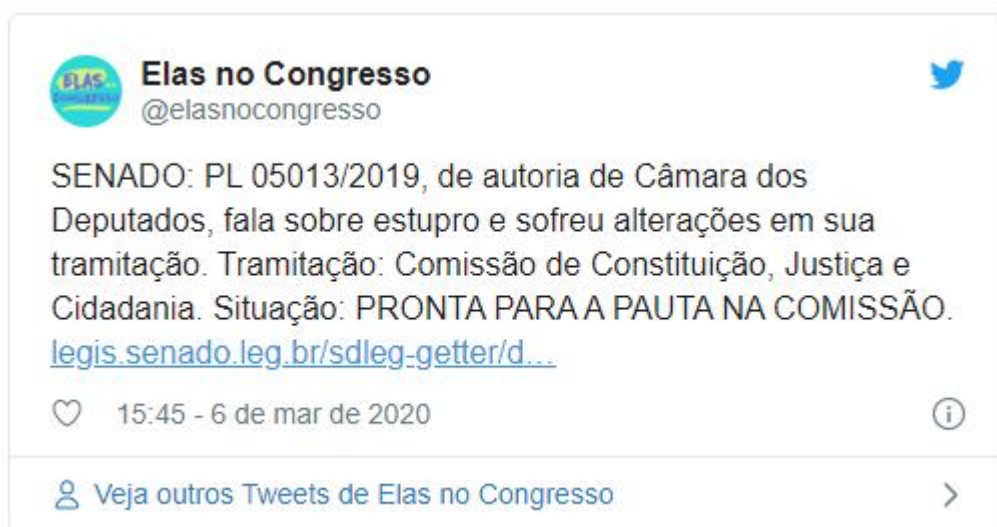 ELAS
CONGRESSO
Elas no Congresso
@elasnocongresso
SENADO: PL 05013/2019, de autoria de Câmara dos
Deputados, fala sobre estupro e sofreu alterações em sua
tramitação. Tramitação: Comissão de Constituição, Justiça e
Cidadania. Situação: PRONTA PARA A PAUTA NA COMISSÃO.
legis.senado.leg.br/sdleg-getter/d...
15:45 - 6 de mar de 2020
Veja outros Tweets de Elas no Congresso